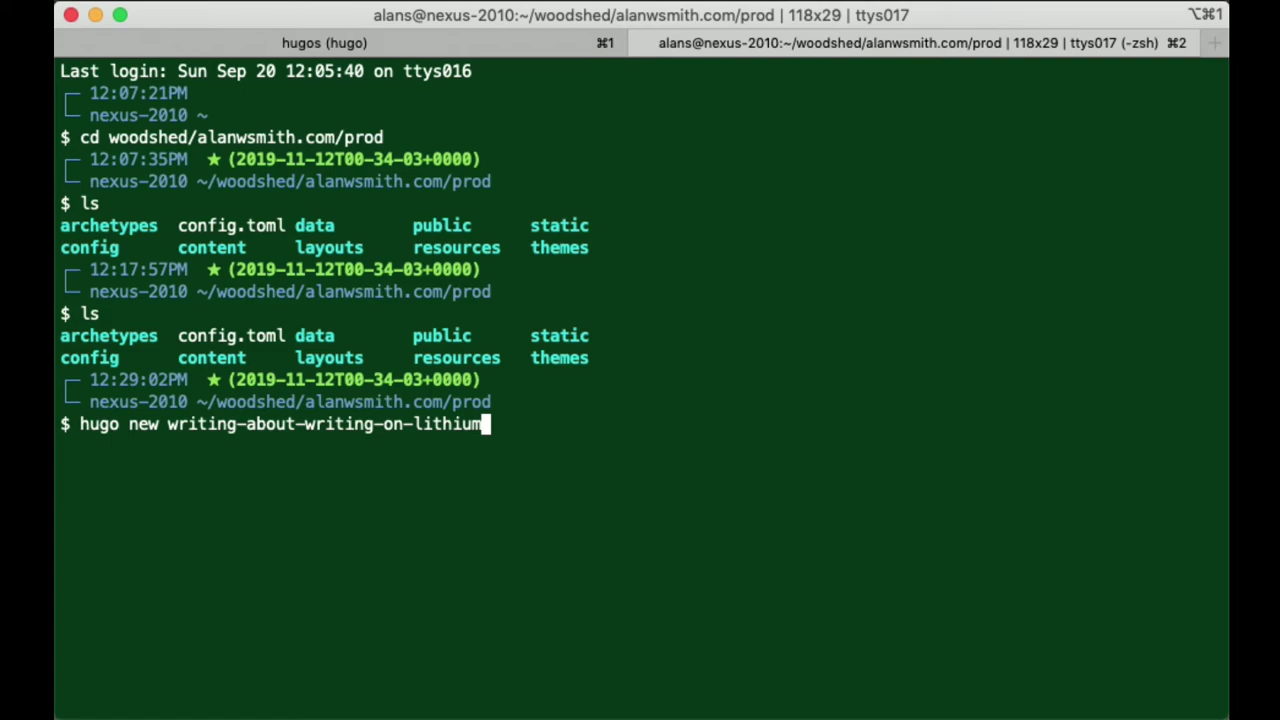 alans@nexus-2010:~/woodshed/alanwsmith.com/prod | 118x29 | ttys017 ⌥⌘1
hugos (hugo) ⌘1 alans@nexus-2010:~/woodshed/alanwsmith.com/prod | 118x29 | ttys017 (-zsh) ⌘2 +
Last login: Sun Sep 20 12:05:40 on ttys016
┌─ 12:07:21PM
└─ nexus-2010 ~
$ cd woodshed/alanwsmith.com/prod
┌─ 12:07:35PM ★ (2019-11-12T00-34-03+0000)
└─ nexus-2010 ~/woodshed/alanwsmith.com/prod
$ ls
archetypes config.toml data public static
config content layouts resources themes
┌─ 12:17:57PM ★ (2019-11-12T00-34-03+0000)
└─ nexus-2010 ~/woodshed/alanwsmith.com/prod
$ ls
archetypes config.toml data public static
config content layouts resources themes
┌─ 12:29:02PM ★ (2019-11-12T00-34-03+0000)
└─ nexus-2010 ~/woodshed/alanwsmith.com/prod
$ hugo new writing-about-writing-on-lithium